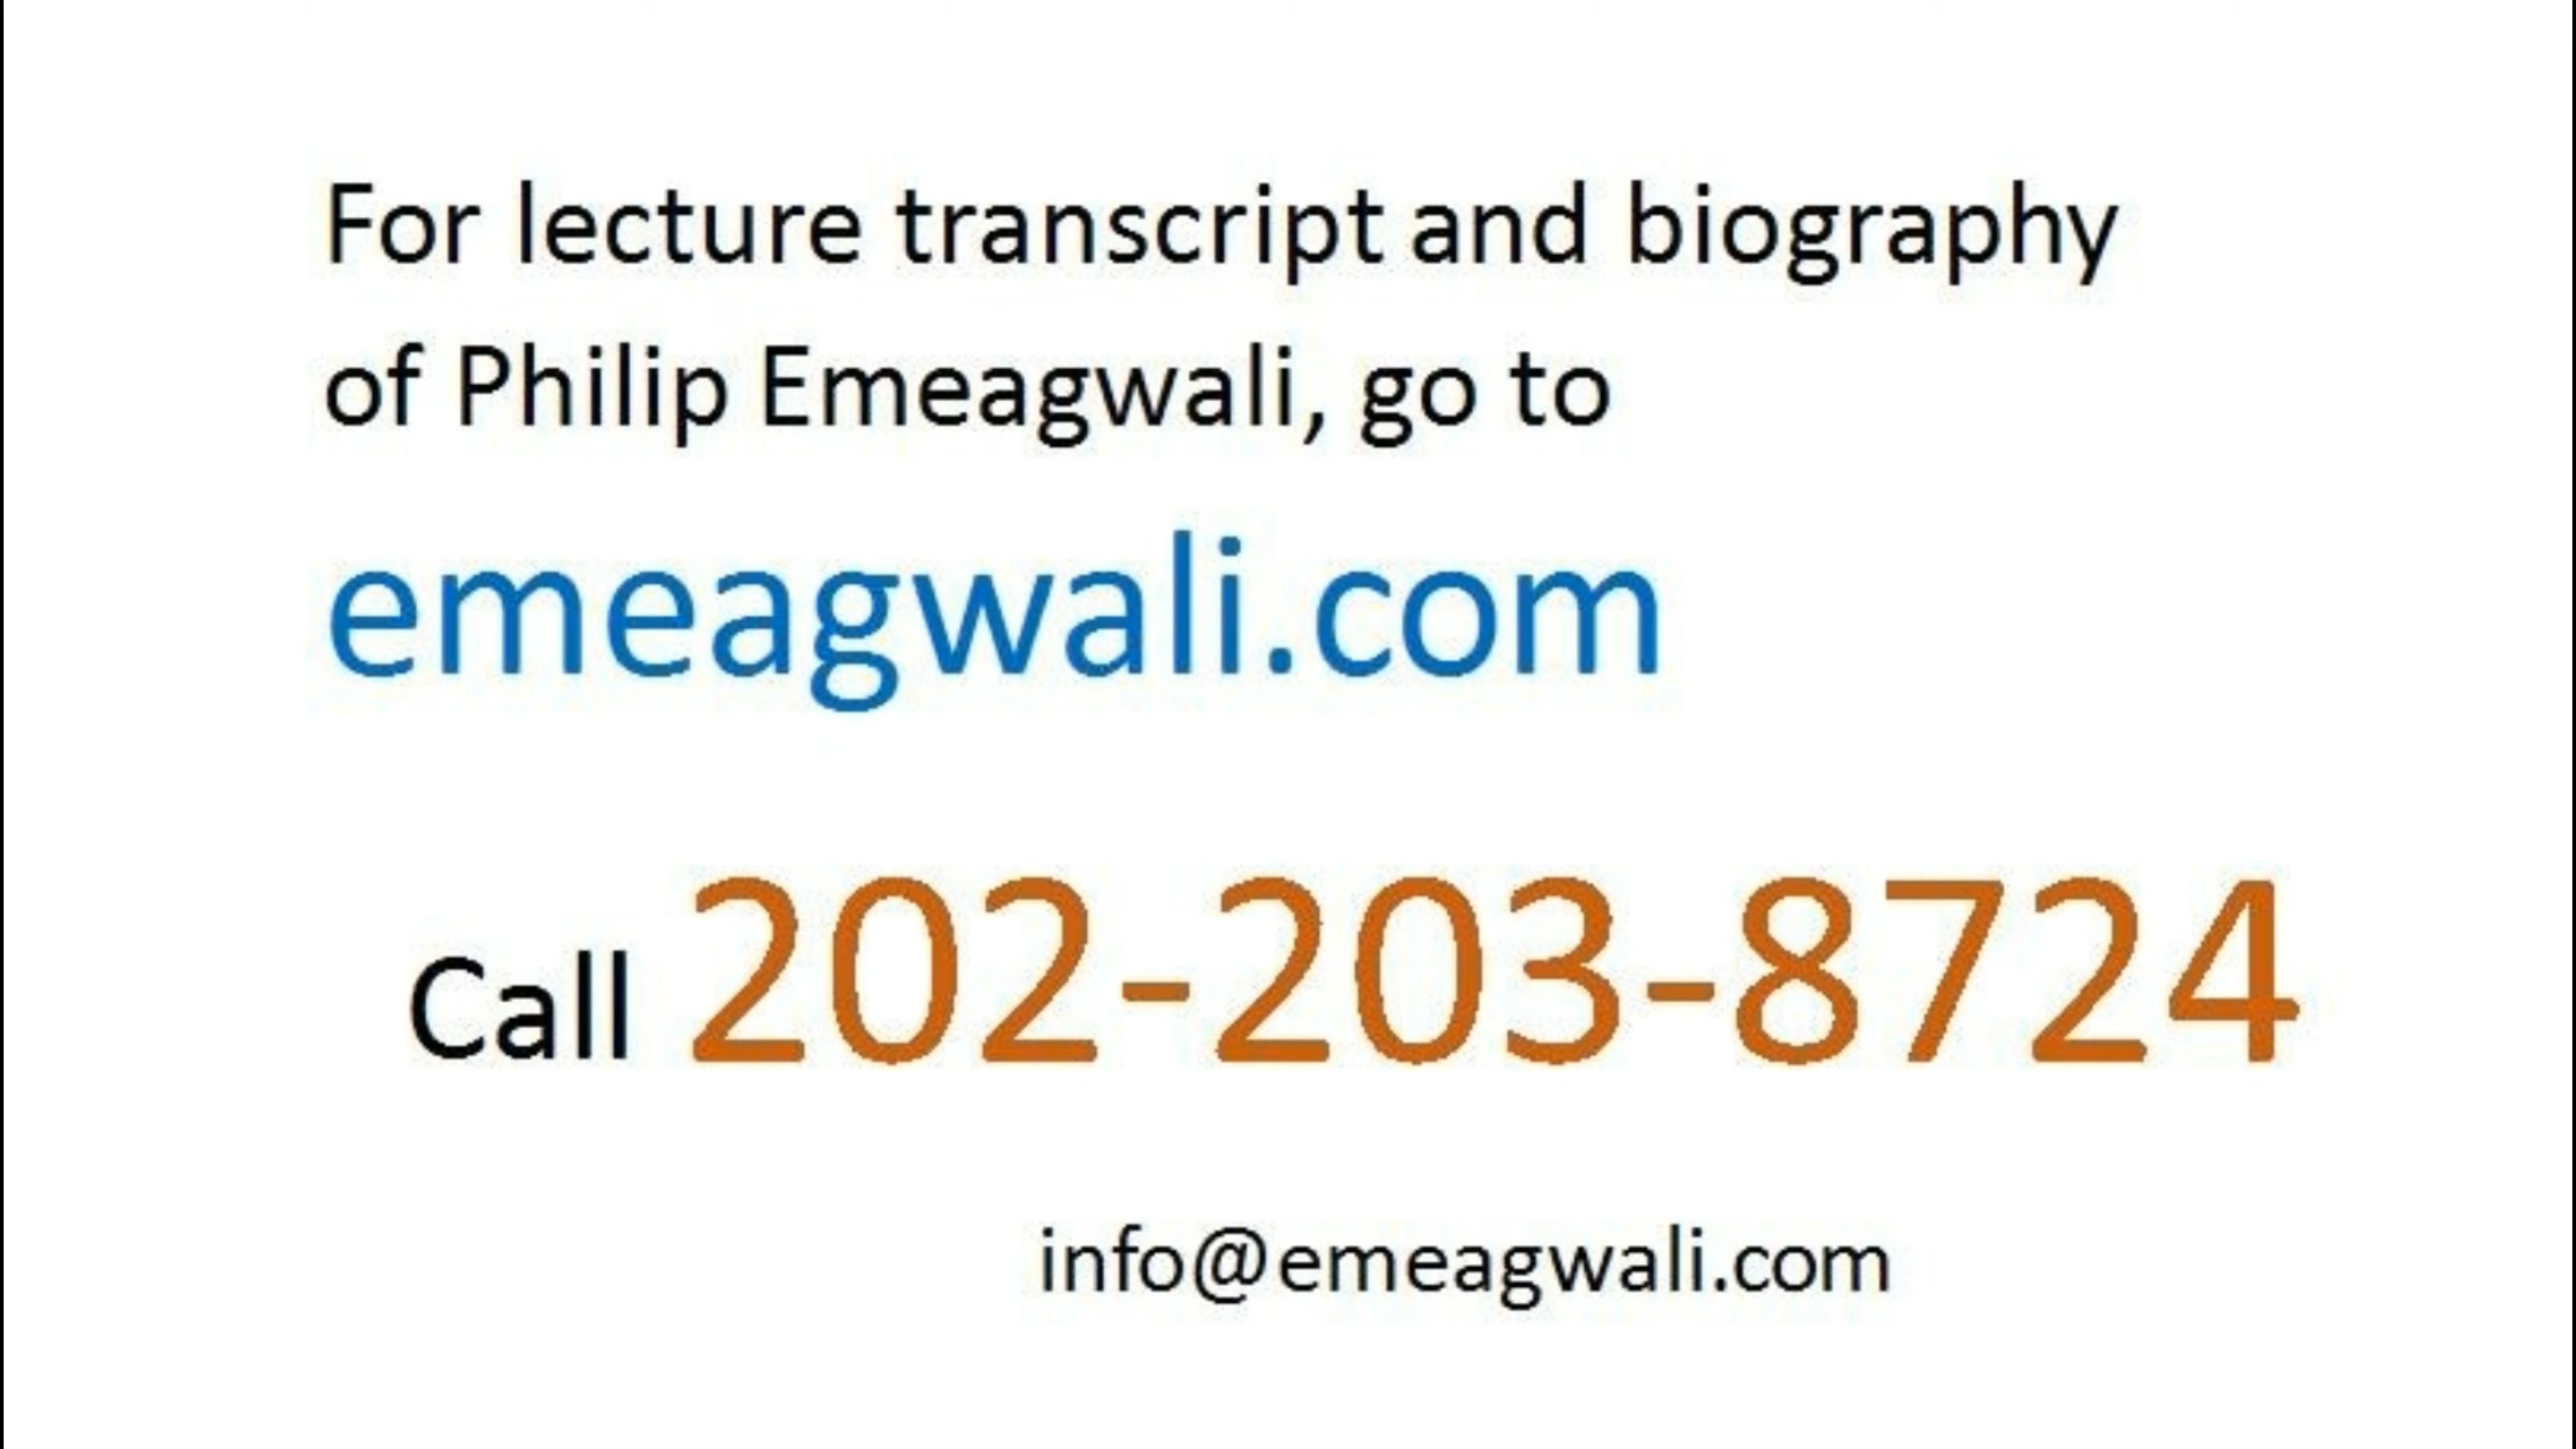 For lecture transcript and biography
of Philip Emeagwali, go to
emeagwali.com
Call 202-203-8724
info@emeagwali.com